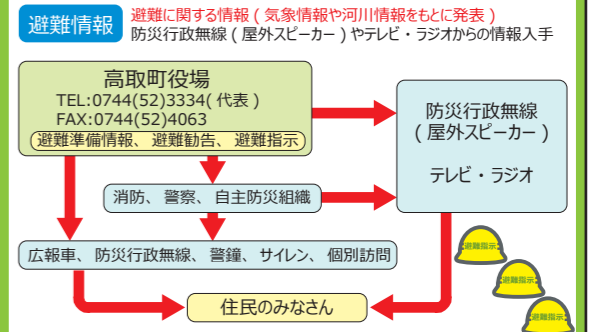 避難情報
避難に関する情報（気象情報や河川情報をもとに発表）
防災行政無線（屋外スピーカー）やテレビ・ラジオからの情報入手
高取町役場
TEL:0744(52)3334(代表)
FAX:0744(52)4063
避難準備情報、避難勧告、避難指示
防災行政無線
（屋外スピーカー）
テレビ・ラジオ
消防、警察、自主防災組織
広報車、防災行政無線、警鐘、サイレン、個別訪問
住民のみなさん
避難指示
避難指示
避難指示